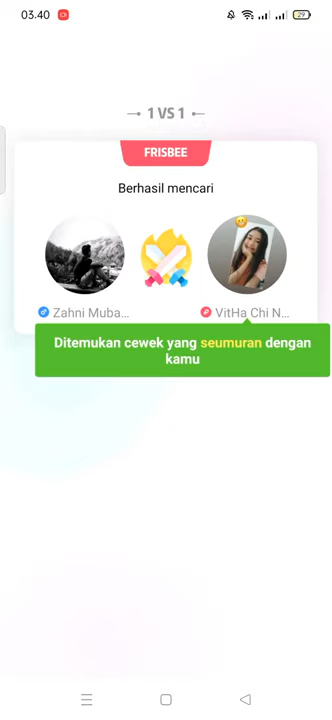 03.40
29
1 VS 1
FRISBEE
Berhasil mencari
Zahni Muba...
VitHa Chi N...
Ditemukan cewek yang seumuran dengan
kamu